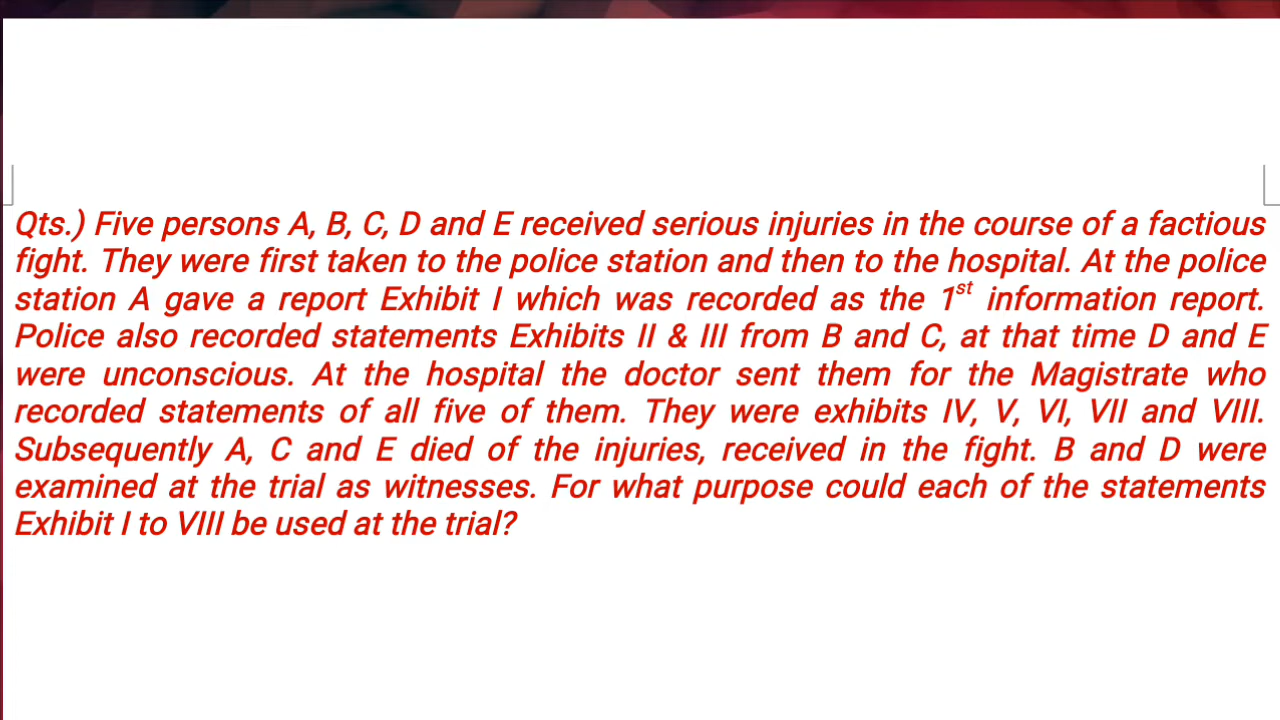 Qts.) Five persons A, B, C, D and E received serious injuries in the course of a factious
fight. They were first taken to the police station and then to the hospital. At the police
station A gave a report Exhibit I which was recorded as the 1st information report.
Police also recorded statements Exhibits II & III from B and C, at that time D and E
were unconscious. At the hospital the doctor sent them for the Magistrate who
recorded statements of all five of them. They were exhibits IV, V, VI, VII and VIII.
Subsequently A, C and E died of the injuries, received in the fight. B and D were
examined at the trial as witnesses. For what purpose could each of the statements
Exhibit I to VIII be used at the trial?